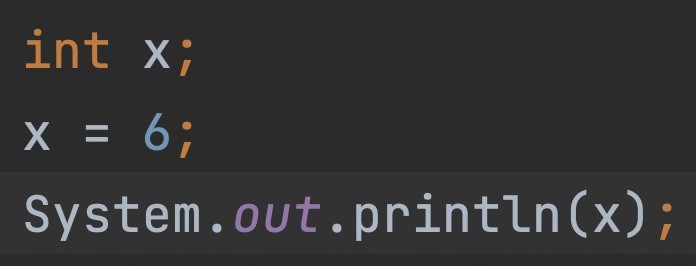 int x;
x = 6;
System.out.println(x);